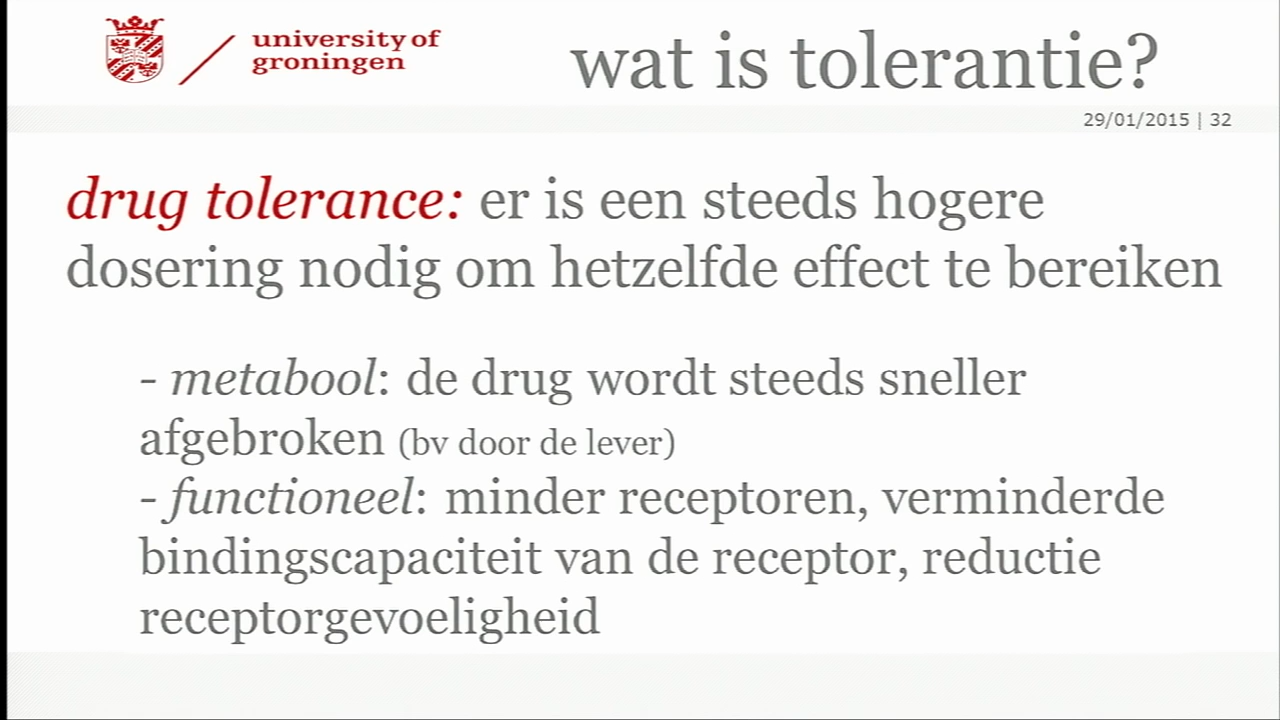 university of
groningen
wat is tolerantie?
29/01/2015 | 32
drug tolerance: er is een steeds hogere
dosering nodig om hetzelfde effect te bereiken
- metabool: de drug wordt steeds sneller
afgebroken (bv door de lever)
- functioneel: minder receptoren, verminderde
bindingscapaciteit van de receptor, reductie
receptorgevoeligheid